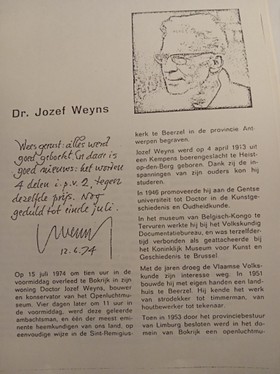 Dr. Jozef Weyns
Wees gerust: alles werd
goed gebracht. En daar is
goed nieuws: het worden
4 delen i.p.v. 2, tegen
dezelfde prijs. Nog
geduld tot einde juli.
12.6.74
Op 15 juli 1974 om tien uur in de
voormiddag overleed te Bokrijk in zijn
woning Doctor Jozef Weyns, bouwer
en konservator van het Openluchtmu-
seum. Vier dagen later om 11 uur in
de voormiddag, werd deze geleerde
ambachtsman, en één der meest emi-
nente heemkundigen van ons land, op
eenvoudige wijze in de Sint-Remigius-
kerk te Beerzel in de provincie Ant-
werpen begraven.
Jozef Weyns werd op 4 april 1913 uit
een Kempens boerengeslacht te Heist-
op-den-Berg geboren. Dank zij de in-
spanningen van zijn ouders kon hij
studeren.
In 1946 promoveerde hij aan de Gentse
universiteit tot Doctor in de Kunstge-
schiedenis en Oudheidkunde.
In het museum van Belgisch-Kongo te
Tervuren werkte hij bij het Volkskundig
Documentatiebureau, en was terzelfder-
tijd verbonden als geattacheerde bij
het Koninklijk Museum voor Kunst en
Geschiedenis te Brussel.
Met de jaren droeg de Vlaamse Volks-
kunde zijn interesse weg. In 1951
bouwde hij met eigen handen een land-
huis te Beerzel. Hij kende het werk
van strodekker tot timmerman, van
houtbewerker tot tekenaar.
Toen in 1953 door het provinciebestuur
van Limburg besloten werd in het do-
mein van Bokrijk een openluchtmu-